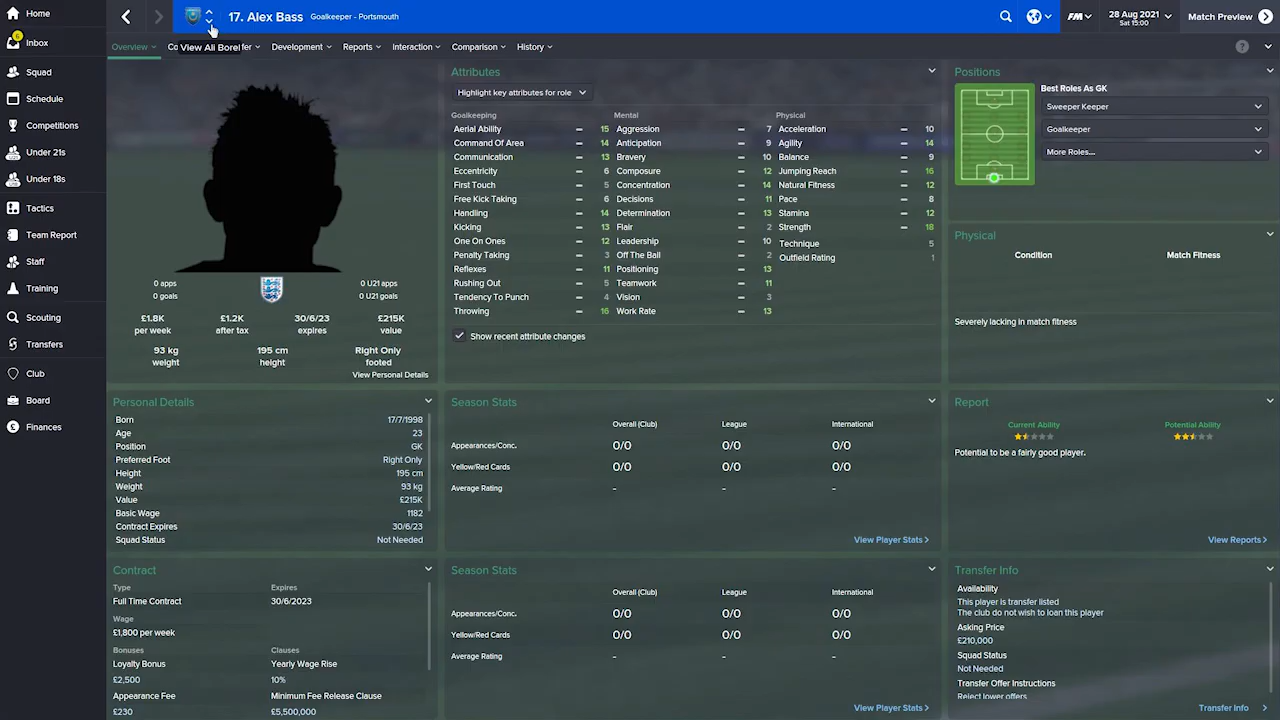 Home
6
Inbox
Squad
Schedule
Competitions
Under 21s
Under 18s
Tactics
Team Report
Staff
Training
Scouting
Transfers
Club
Board
Finances
17. Alex Bass Goalkeeper - Portsmouth
FM
28 Aug 2021
Sat 15:00
Match Preview
Overview Co View Ali Borel fer Development Reports Interaction Comparison History
?
0 apps 0 U21 apps
0 goals 0 U21 goals
£1.8K £1.2K 30/6/23 £215K
per week after tax expires value
93 kg 195 cm Right Only
weight height footed
View Personal Details
Attributes
Highlight key attributes for role
Goalkeeping Mental Physical
Aerial Ability - 15 Aggression - 7 Acceleration - 10
Command Of Area - 14 Anticipation - 9 Agility - 14
Communication - 13 Bravery - 10 Balance - 9
Eccentricity - 6 Composure - 12 Jumping Reach - 16
First Touch - 5 Concentration - 14 Natural Fitness - 12
Free Kick Taking - 6 Decisions - 11 Pace - 8
Handling - 14 Determination - 13 Stamina - 12
Kicking - 13 Flair - 2 Strength - 18
One On Ones - 12 Leadership - 10 Technique 5
Penalty Taking - 3 Off The Ball - 2 Outfield Rating 1
Reflexes - 11 Positioning - 13
Rushing Out - 5 Teamwork - 11
Tendency To Punch - 4 Vision - 3
Throwing - 16 Work Rate - 13
Show recent attribute changes
Positions
Best Roles As GK
Sweeper Keeper
Goalkeeper
More Roles...
Physical
Condition Match Fitness
Severely lacking in match fitness
Personal Details
Born 17/7/1998
Age 23
Position GK
Preferred Foot Right Only
Height 195 cm
Weight 93 kg
Value £215K
Basic Wage 1182
Contract Expires 30/6/23
Squad Status Not Needed
Season Stats
Overall (Club) League International
Appearances/Conc. 0/0 0/0 0/0
Yellow/Red Cards 0/0 0/0 0/0
Average Rating - - -
View Player Stats >
Report
Current Ability Potential Ability
Potential to be a fairly good player.
View Reports >
Contract
Type Expires
Full Time Contract 30/6/2023
Wage
£1,800 per week
Bonuses Clauses
Loyalty Bonus Yearly Wage Rise
£2,500 10%
Appearance Fee Minimum Fee Release Clause
£230 £5,500,000
Season Stats
Overall (Club) League International
Appearances/Conc. 0/0 0/0 0/0
Yellow/Red Cards 0/0 0/0 0/0
Average Rating - - -
View Player Stats >
Transfer Info
Availability
This player is transfer listed
The club do not wish to loan this player
Asking Price
£210,000
Squad Status
Not Needed
Transfer Offer Instructions
Reject lower offers
Transfer Info >